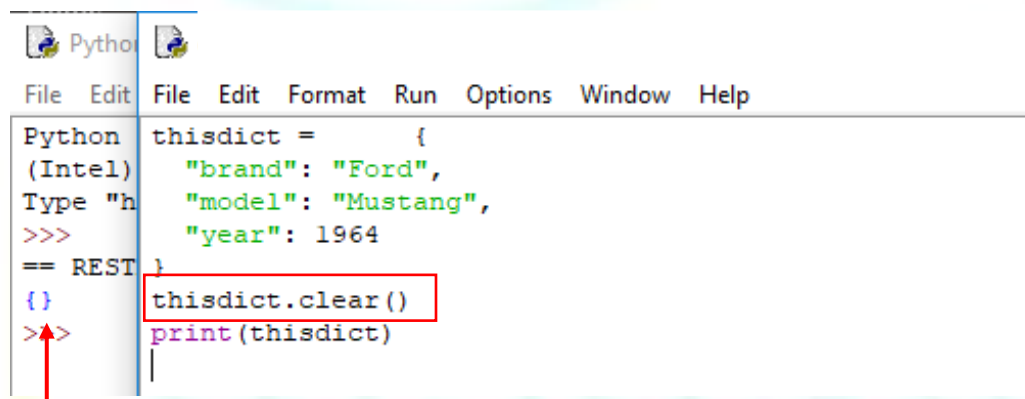 Pytho
File Edit
Python
(Intel)
Type "h
>>>
== REST
{}
>>>
File Edit Format Run Options Window Help
thisdict =      {
  "brand": "Ford",
  "model": "Mustang",
  "year": 1964
}
thisdict.clear()
print(thisdict)